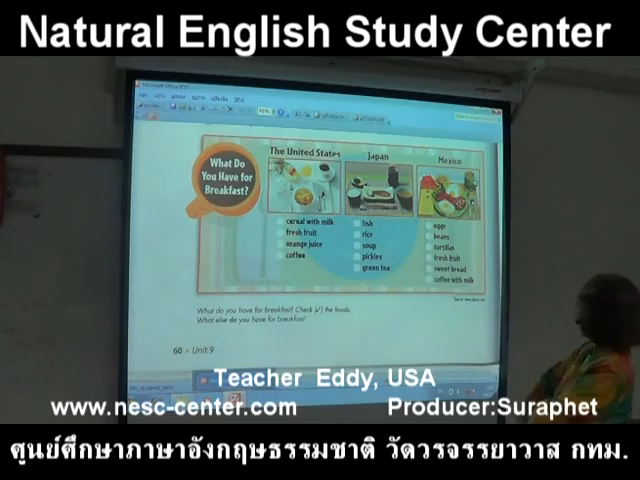 Natural English Study Center
What Do
You Have for
Breakfast?
The United States
cereal with milk
fresh fruit
orange juice
coffee
Japan
fish
rice
soup
pickles
green tea
Mexico
eggs
beans
tortillas
fresh fruit
sweet bread
coffee with milk
What do you have for breakfast? Check (✓) the foods.
What else do you have for breakfast?
60 Unit 9
Teacher Eddy, USA
www.nesc-center.com Producer:Suraphet
ศูนย์ศึกษาภาษาอังกฤษธรรมชาติ วัดวรจรรยาวาส กทม.